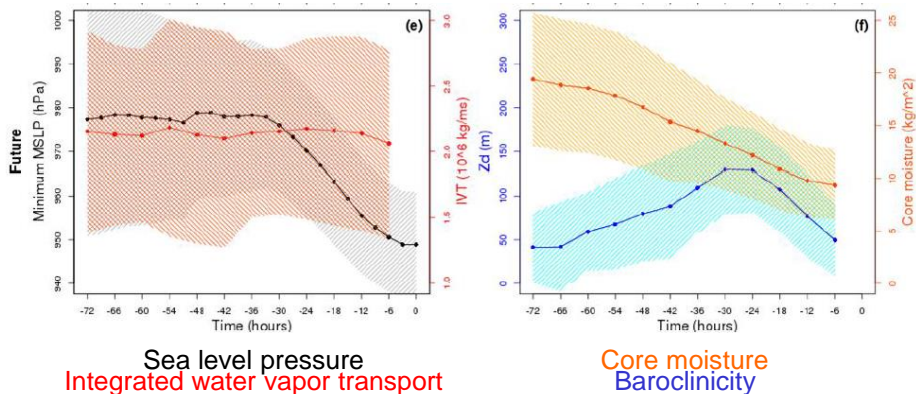 (e)
Future
Minimum MSLP (hPa)
1000
990
980
970
960
950
940
3.0
2.5
2.0
1.5
1.0
IVT (10^6 kg/ms)
-72 -66 -60 -54 -48 -42 -36 -30 -24 -18 -12 -6 0
Time (hours)
(f)
Zd (m)
300
250
200
150
100
50
0
25
20
15
10
5
0
Core moisture (kg/m^2)
-72 -66 -60 -54 -48 -42 -36 -30 -24 -18 -12 -6 0
Time (hours)
Sea level pressure
Integrated water vapor transport
Core moisture
Baroclinicity